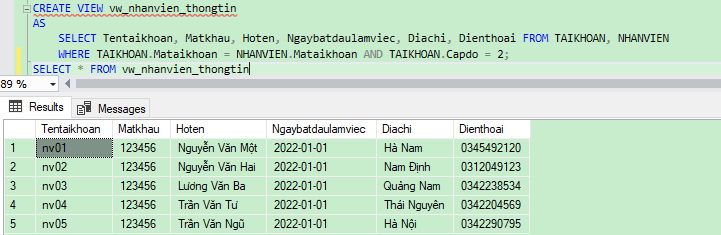 CREATE VIEW vw_nhanvien_thongtin
AS
SELECT Tentaikhoan, Matkhau, Hoten, Ngaybatdaulamviec, Diachi, Dienthoai FROM TAIKHOAN, NHANVIEN
WHERE TAIKHOAN.Mataikhoan = NHANVIEN.Mataikhoan AND TAIKHOAN.Capdo = 2;
SELECT * FROM vw_nhanvien_thongtin
89 %
Results Messages
Tentaikhoan Matkhau Hoten Ngaybatdaulamviec Diachi Dienthoai
1 nv01 123456 Nguyễn Văn Một 2022-01-01 Hà Nam 0345492120
2 nv02 123456 Nguyễn Văn Hai 2022-01-01 Nam Định 0312049123
3 nv03 123456 Lương Văn Ba 2022-01-01 Quảng Nam 0342238534
4 nv04 123456 Trần Văn Tư 2022-01-01 Thái Nguyên 0342204569
5 nv05 123456 Trần Văn Ngũ 2022-01-01 Hà Nội 0342290795